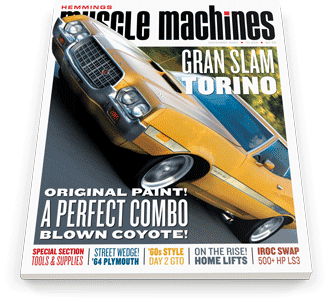 HEMMINGS
MUSCLE MACHINES
GRAN SLAM
TORINO
ORIGINAL PAINT!
A PERFECT COMBO
BLOWN COYOTE!
SPECIAL SECTION
TOOLS & SUPPLIES
STREET WEDGE!
'64 PLYMOUTH
'60s STYLE
DAY 2 GTO
ON THE RISE!
HOME LIFTS
IROC SWAP
500+ HP LS3